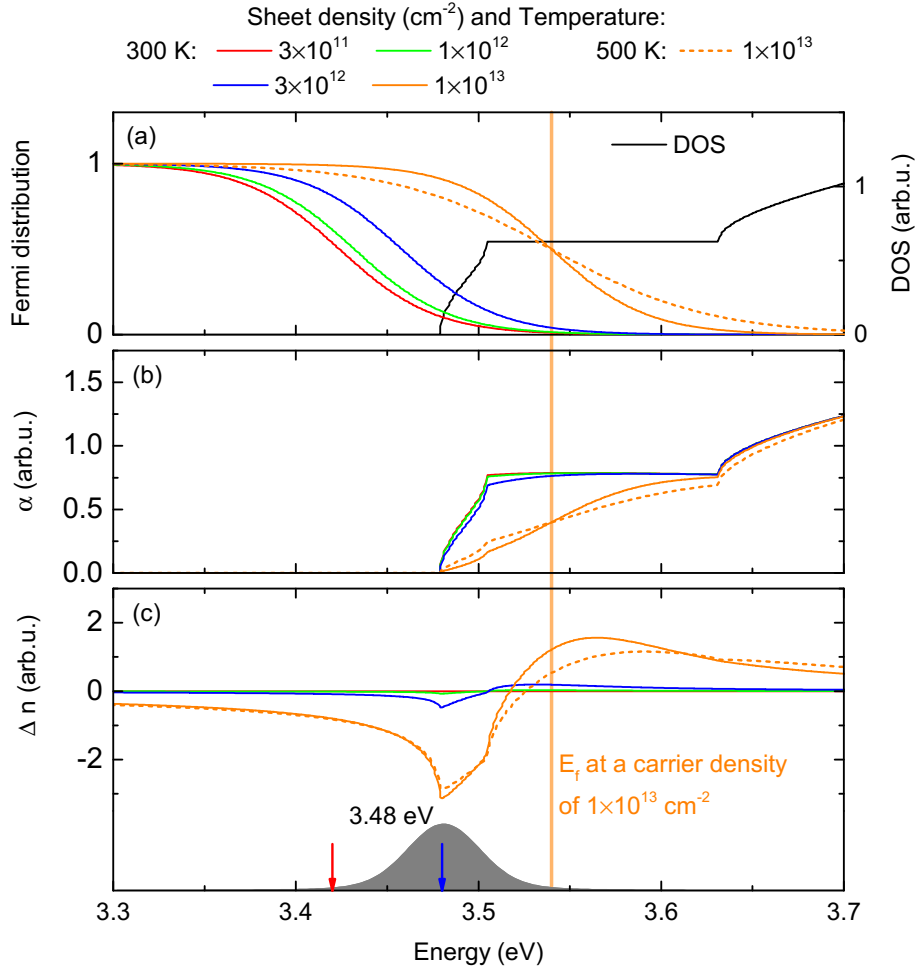 Sheet density (cm⁻²) and Temperature:
300 K: 3×10¹¹ 1×10¹² 500 K: 1×10¹³
3×10¹² 1×10¹³
(a)
DOS
Fermi distribution
1
0
DOS (arb.u.)
1
0
(b)
α (arb.u.)
1.5
1.0
0.5
0.0
(c)
Δ n (arb.u.)
2
0
-2
E_f at a carrier density
of 1×10¹³ cm⁻²
3.48 eV
3.3 3.4 3.5 3.6 3.7
Energy (eV)